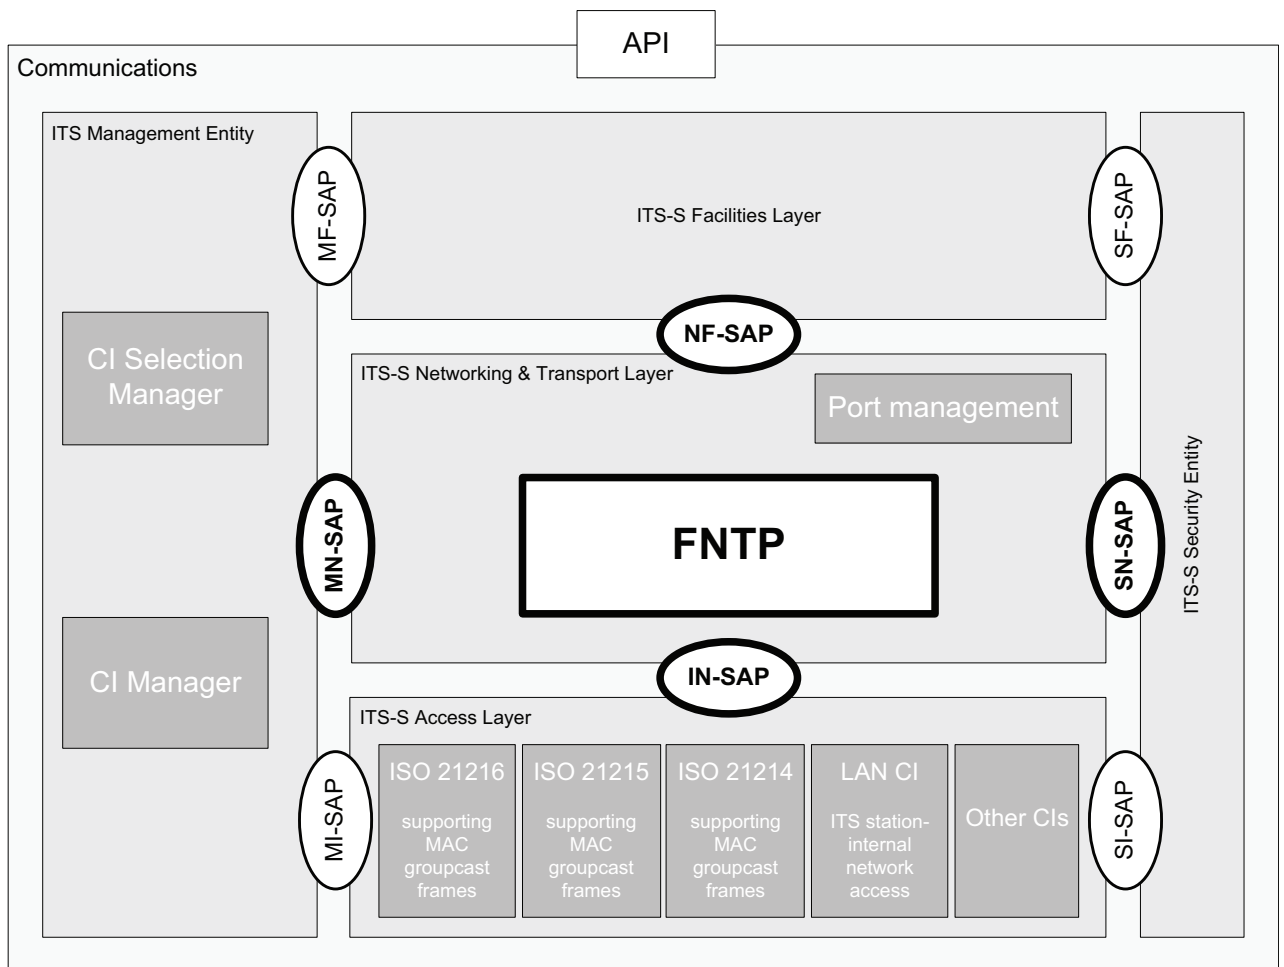 API
Communications
ITS Management Entity
MF-SAP
ITS-S Facilities Layer
SF-SAP
NF-SAP
CI Selection
Manager
ITS-S Networking & Transport Layer
Port management
MN-SAP
FNTP
SN-SAP
ITS-S Security Entity
CI Manager
IN-SAP
ITS-S Access Layer
MI-SAP
ISO 21216
supporting
MAC
groupcast
frames
ISO 21215
supporting
MAC
groupcast
frames
ISO 21214
supporting
MAC
groupcast
frames
LAN CI
ITS station-
internal
network
access
Other CIs
SI-SAP